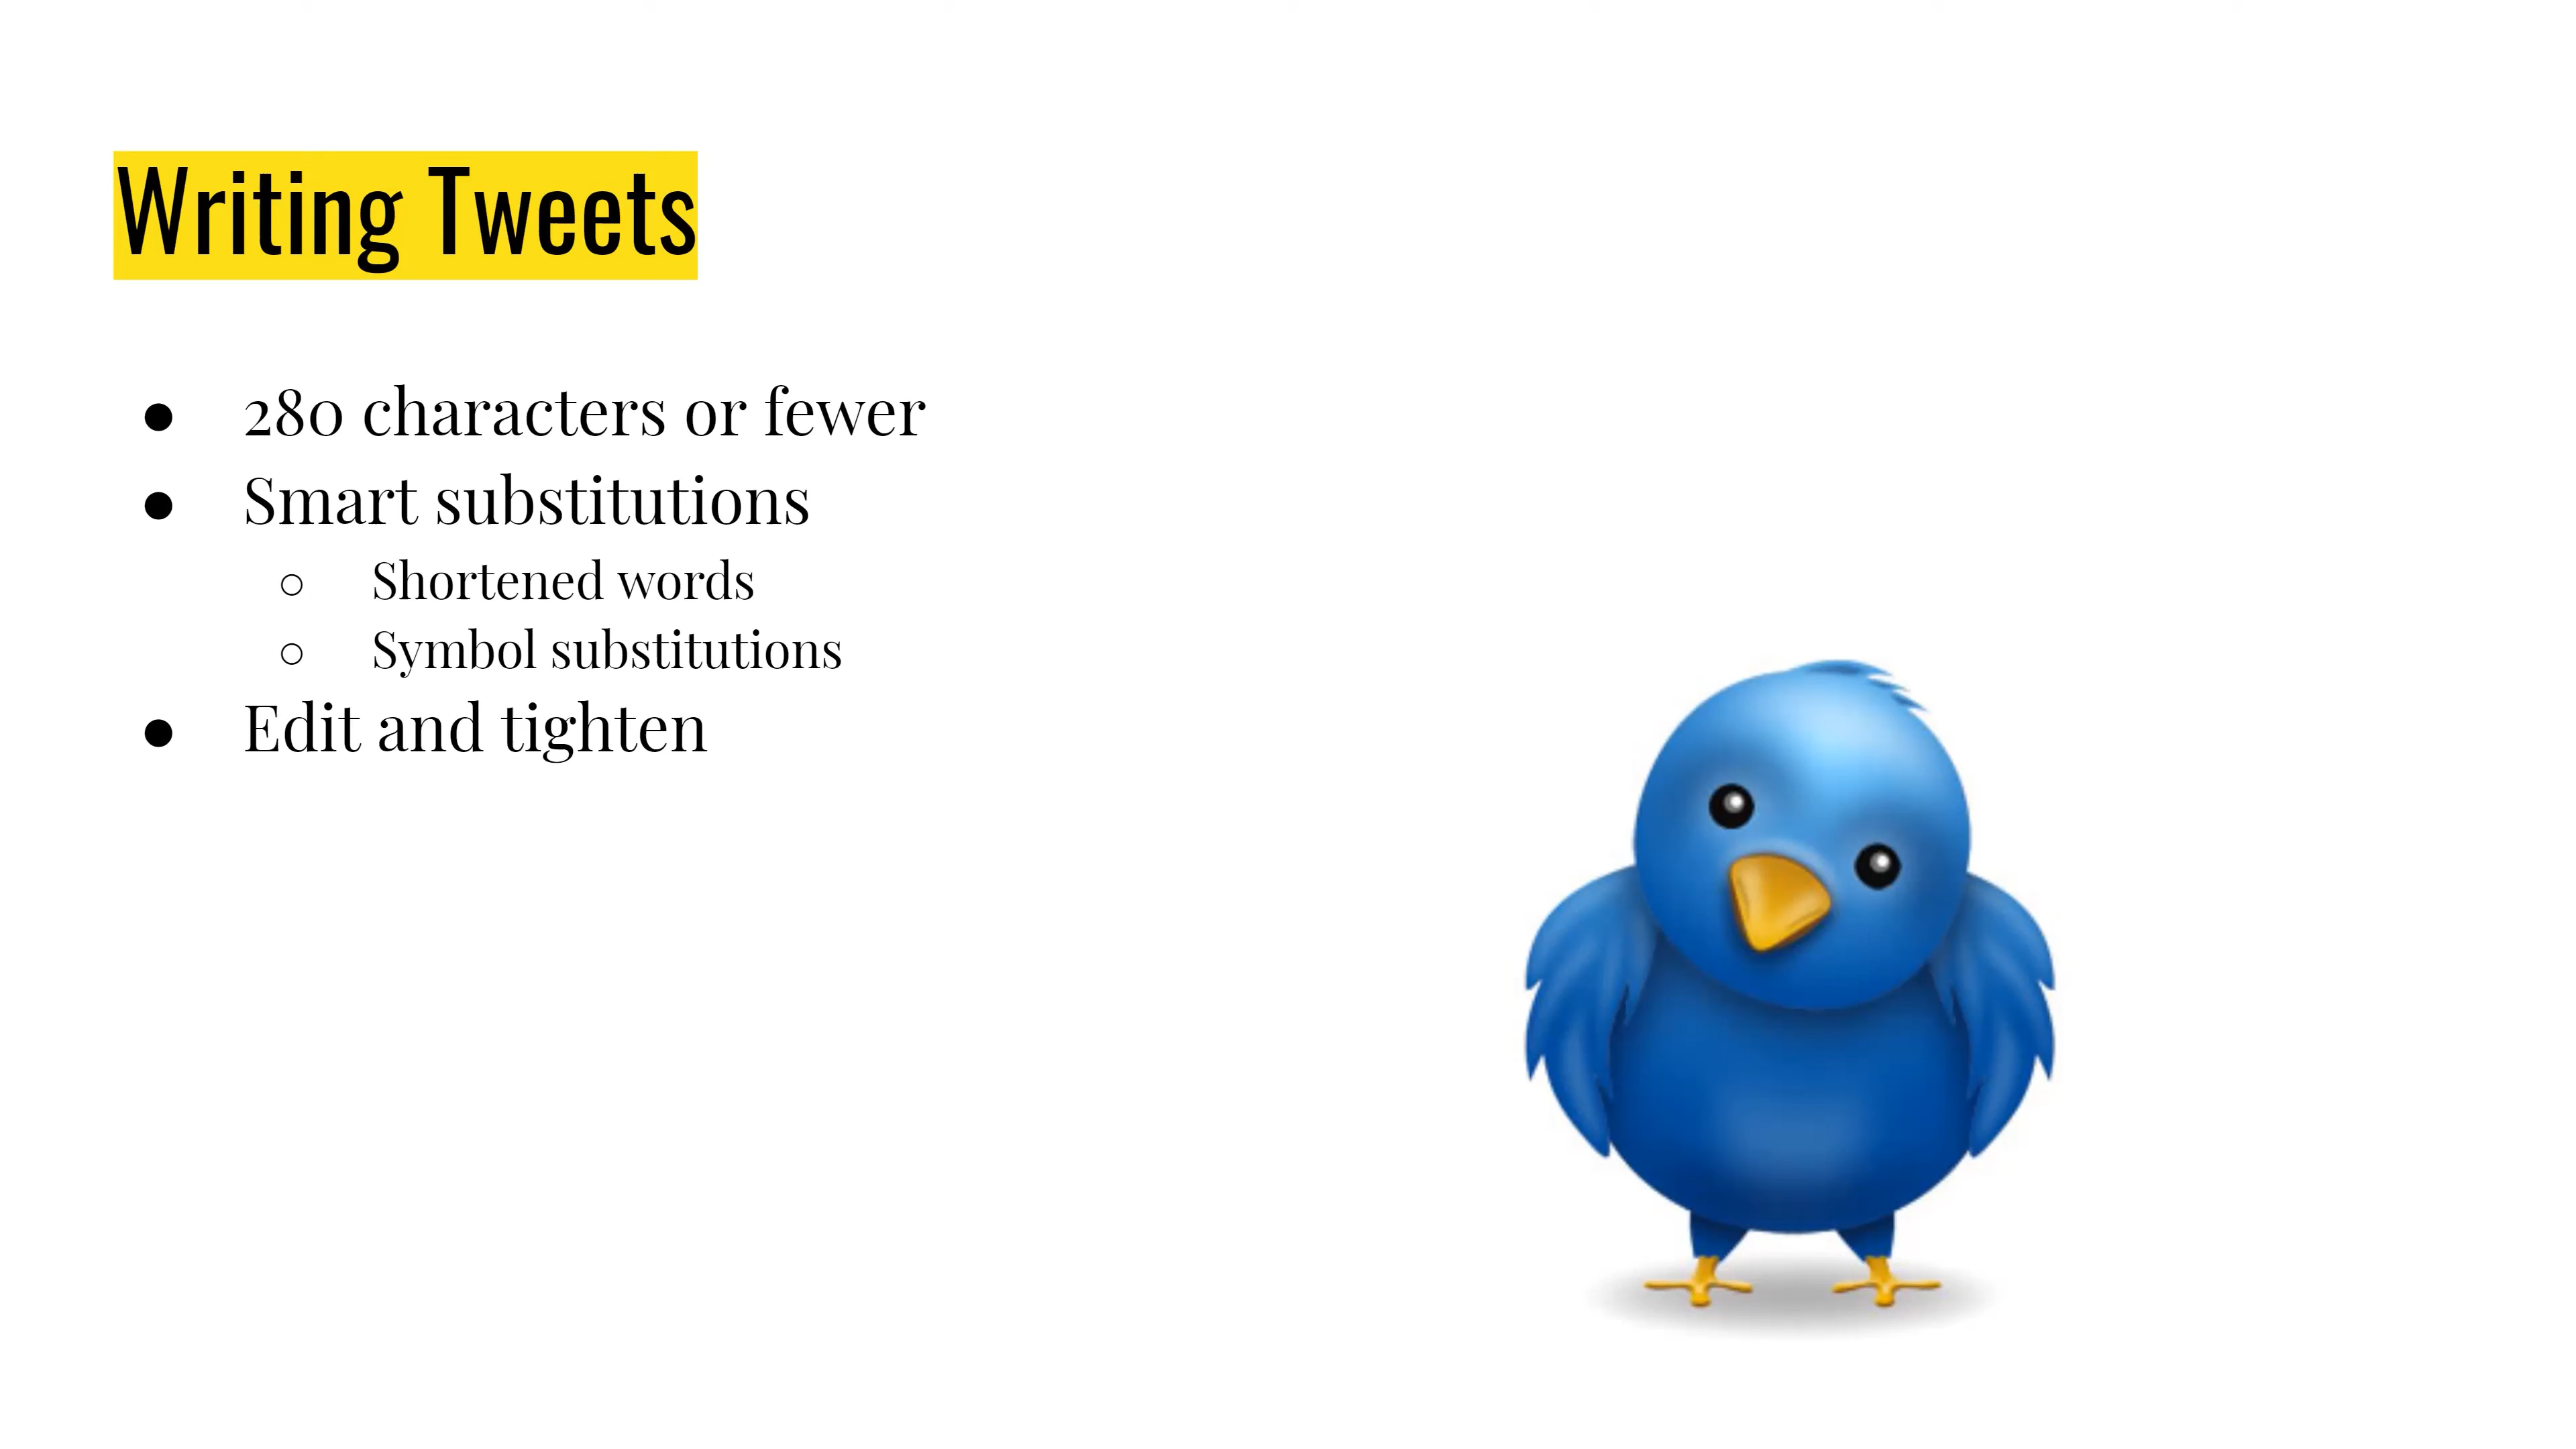 Writing Tweets
● 280 characters or fewer
● Smart substitutions
○ Shortened words
○ Symbol substitutions
● Edit and tighten